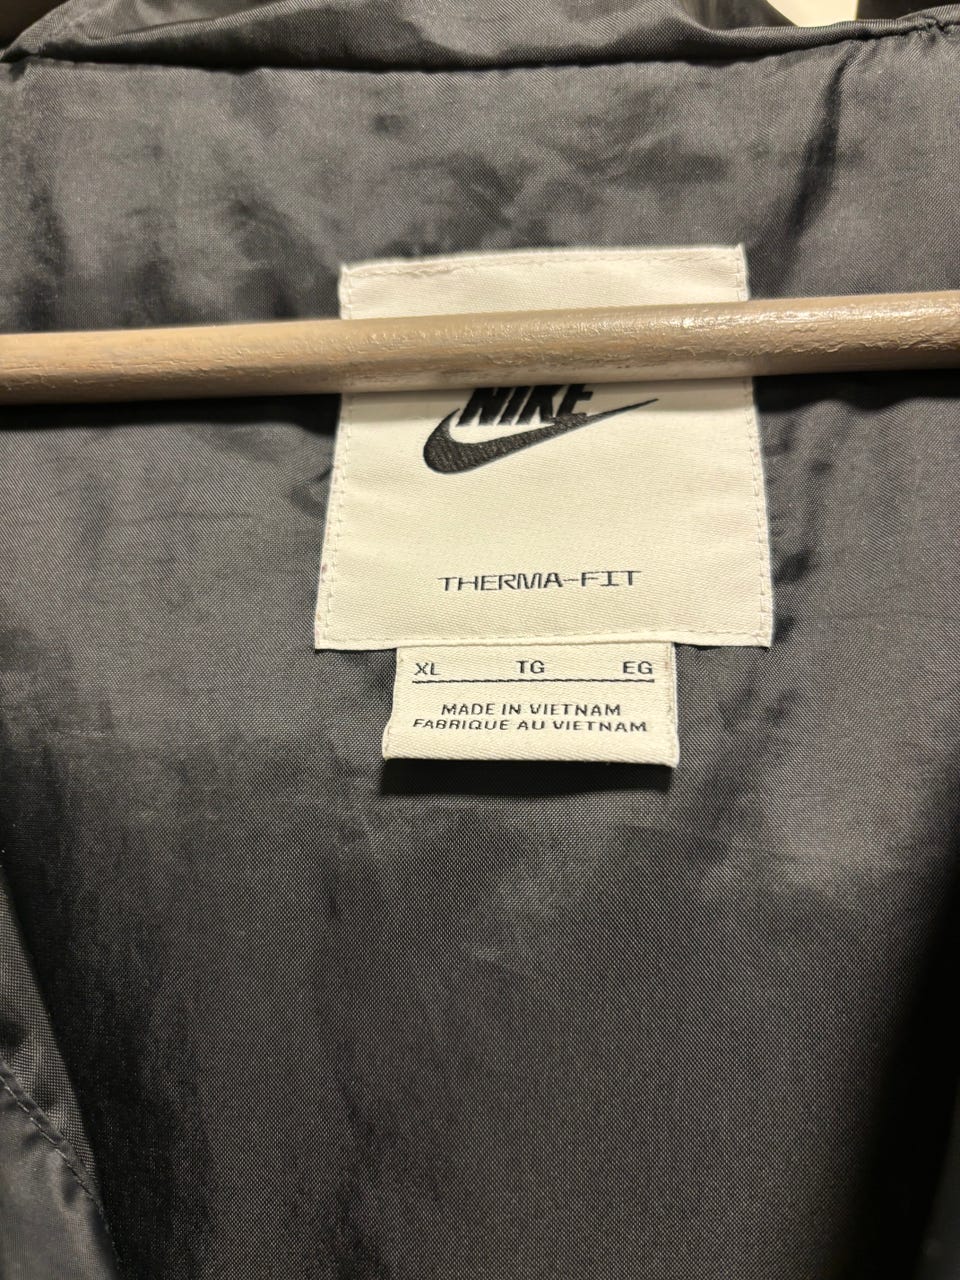 NIKE
THERMA-FIT
XL TG EG
MADE IN VIETNAM
FABRIQUE AU VIETNAM